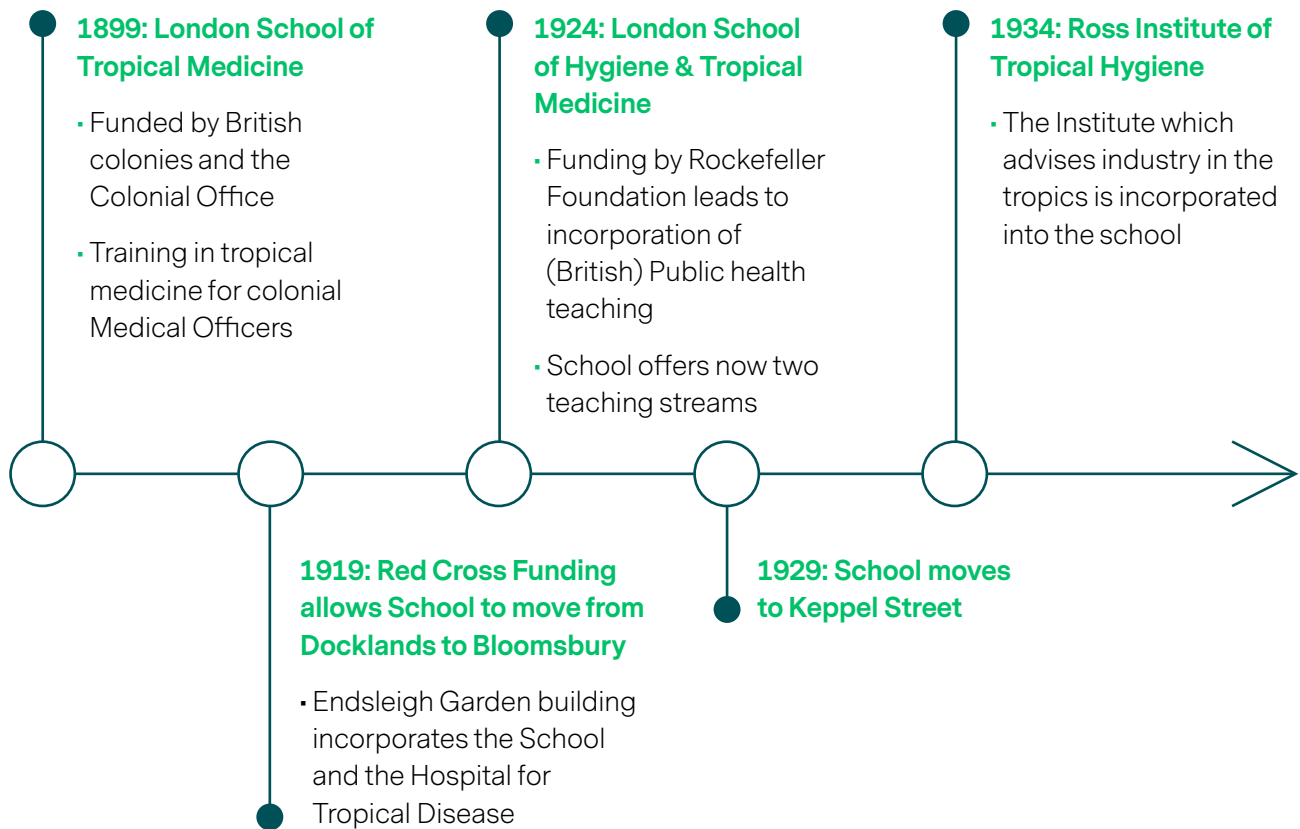 1899: London School of
Tropical Medicine
· Funded by British
colonies and the
Colonial Office
· Training in tropical
medicine for colonial
Medical Officers
1924: London School
of Hygiene & Tropical
Medicine
· Funding by Rockefeller
Foundation leads to
incorporation of
(British) Public health
teaching
· School offers now two
teaching streams
1934: Ross Institute of
Tropical Hygiene
· The Institute which
advises industry in the
tropics is incorporated
into the school
1919: Red Cross Funding
allows School to move from
Docklands to Bloomsbury
· Endsleigh Garden building
incorporates the School
and the Hospital for
Tropical Disease
1929: School moves
to Keppel Street